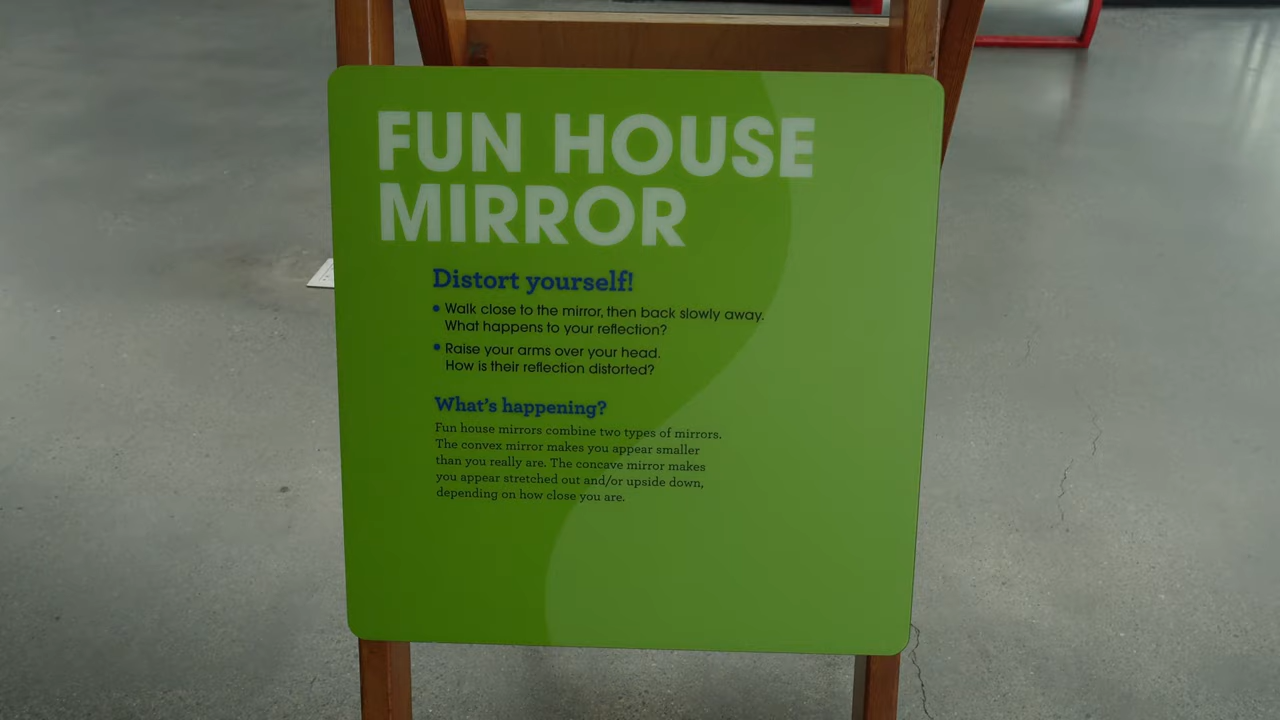 FUN HOUSE
MIRROR
Distort yourself!
• Walk close to the mirror, then back slowly away.
What happens to your reflection?
• Raise your arms over your head.
How is their reflection distorted?
What's happening?
Fun house mirrors combine two types of mirrors.
The convex mirror makes you appear smaller
than you really are. The concave mirror makes
you appear stretched out and/or upside down,
depending on how close you are.